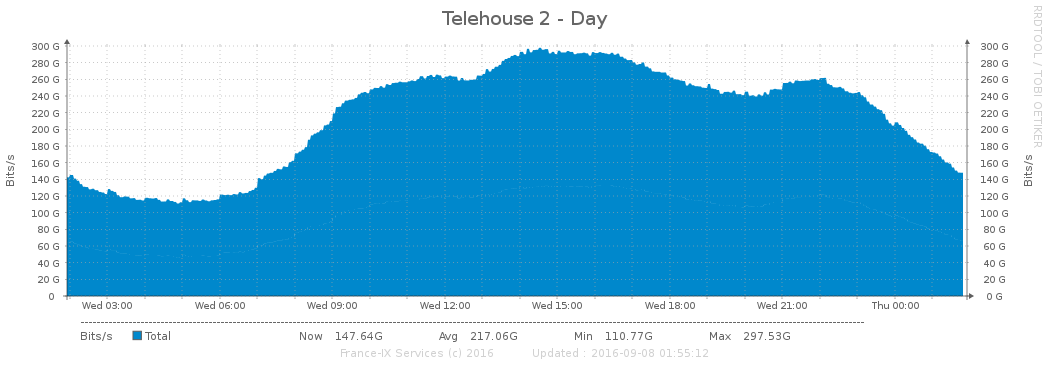 Telehouse 2 - Day
RRDTOOL / TOBI OETIKER
Bits/s
300 G
280 G
260 G
240 G
220 G
200 G
180 G
160 G
140 G
120 G
100 G
80 G
60 G
40 G
20 G
0
300 G
280 G
260 G
240 G
220 G
200 G
180 G
160 G
140 G
120 G
100 G
80 G
60 G
40 G
20 G
0 G
Bits/s
Wed 03:00 Wed 06:00 Wed 09:00 Wed 12:00 Wed 15:00 Wed 18:00 Wed 21:00 Thu 00:00
Bits/s Total Now 147.64G Avg 217.06G Min 110.77G Max 297.53G
France-IX Services (c) 2016 Updated : 2016-09-08 01:55:12